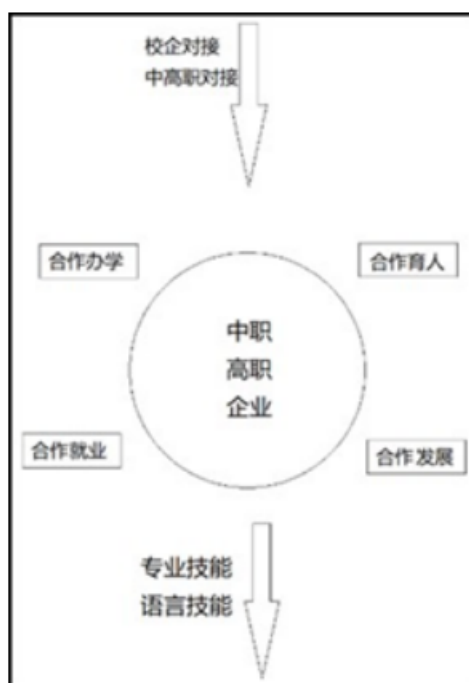 校企对接
中高职对接
合作办学
合作育人
中职
高职
企业
合作就业
合作发展
专业技能
语言技能